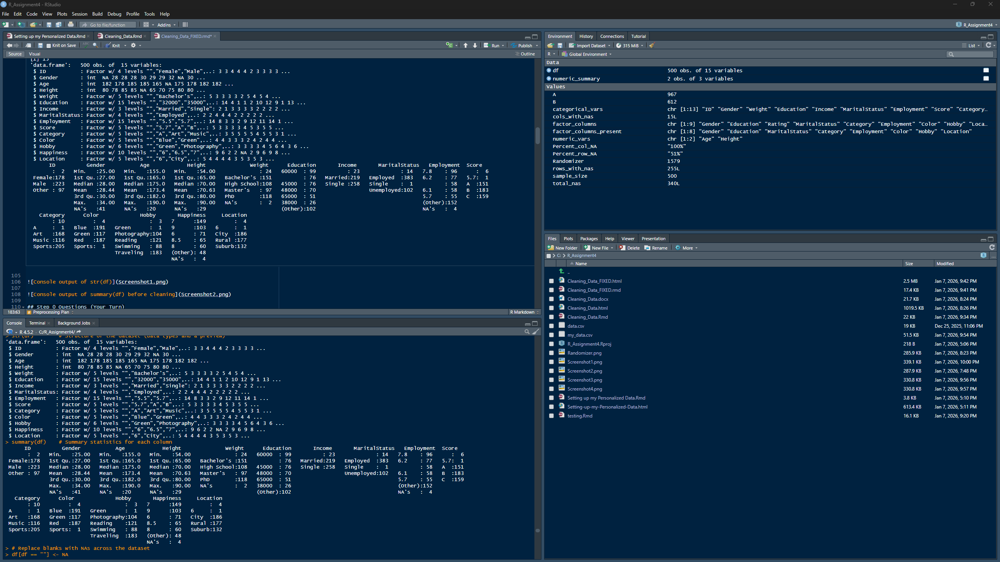 R_Assignment4 - RStudio
File Edit Code View Plots Session Build Debug Profile Tools Help
Go to file/function Addins R_Assignment4
Setting up my Personalized Data.Rmd Cleaning_Data.Rmd Cleaning_Data_FIXED.rmd*
Knit on Save ABC Knit Run Publish
Source Visual Outline
[1] 15
'data.frame': 500 obs. of 15 variables:
$ ID : Factor w/ 4 levels "","Female","Male",..: 3 3 4 4 4 2 3 3 3 3 ...
$ Gender : int NA 28 28 28 30 29 29 32 NA 30 ...
$ Age : int 182 178 185 185 165 NA 175 178 182 182 ...
$ Height : int 80 78 85 85 NA 65 70 75 80 80 ...
$ Weight : Factor w/ 5 levels "","Bachelor's",..: 5 3 3 3 3 2 5 4 5 4 ...
$ Education : Factor w/ 15 levels "","32000","35000",..: 14 4 1 1 2 10 12 9 1 13 ...
$ Income : Factor w/ 3 levels "","Married","Single": 2 1 3 3 3 3 2 2 2 2 ...
$ MaritalStatus: Factor w/ 4 levels "","Employed",..: 2 2 4 4 4 2 2 2 2 2 ...
$ Employment : Factor w/ 15 levels "","5.5","5.7",..: 14 8 3 3 2 9 12 11 14 1 ...
$ Score : Factor w/ 5 levels "","5.7","A","B",..: 5 3 3 3 3 4 5 3 5 5 ...
$ Category : Factor w/ 5 levels "","A","Art","Music",..: 3 5 5 5 5 4 5 5 3 1 ...
$ Color : Factor w/ 5 levels "","Blue","Green",..: 4 4 3 3 3 2 4 2 4 4 ...
$ Hobby : Factor w/ 6 levels "","Green","Photography",..: 3 3 3 3 4 5 6 4 3 6 ...
$ Happiness : Factor w/ 10 levels "","6","6.5","7",..: 9 6 2 2 NA 2 9 6 9 8 ...
$ Location : Factor w/ 5 levels "","6","City",..: 5 4 4 4 4 3 5 3 5 3 ...
ID Gender Age Height Weight Education Income MaritalStatus Employment Score
: 2 Min. :25.00 Min. :155.0 Min. :54.00 : 24 60000 : 99 : 23 : 14 7.8 : 96 : 6
Female:178 1st Qu.:27.00 1st Qu.:165.0 1st Qu.:65.00 Bachelor's :151 : 76 Married:219 Employed :383 6.2 : 77 5.7: 1
Male :223 Median :28.00 Median :175.0 Median :70.00 High School:108 45000 : 76 Single :258 Single : 1 : 58 A :151
Other : 97 Mean :28.44 Mean :173.4 Mean :70.63 Master's : 97 48000 : 70 Unemployed:102 6.1 : 58 B :183
3rd Qu.:30.00 3rd Qu.:182.0 3rd Qu.:80.00 PhD :118 65000 : 51 5.7 : 55 C :159
Max. :34.00 Max. :190.0 Max. :90.00 NA's : 2 38000 : 26 (Other):152
NA's :41 NA's :20 NA's :29 (Other):102 NA's : 4
Category Color Hobby Happiness Location
: 10 : 4 : 3 7 :149 : 4
A : 1 Blue :191 Green : 1 9 :103 6 : 1
Art :168 Green :117 Photography:104 6 : 71 City :186
Music :116 Red :187 Reading :121 8.5 : 65 Rural :177
Sports:205 Sports: 1 Swimming : 88 8 : 60 Suburb:132
Traveling :183 (Other): 48
NA's : 4
105
106 ![Console output of str(df)](Screenshot1.png)
107
108 ![Console output of summary(df) before cleaning](Screenshot2.png)
109
110 ## Step 0 Questions (Your Turn)
183:63 # Preprocessing Plan R Markdown
Console Terminal Background Jobs
R 4.5.2 . C:/R_Assignment4/
> str(df) # Structure of the dataset (data types and a preview)
'data.frame': 500 obs. of 15 variables:
$ ID : Factor w/ 4 levels "","Female","Male",..: 3 3 4 4 4 2 3 3 3 3 ...
$ Gender : int NA 28 28 28 30 29 29 32 NA 30 ...
$ Age : int 182 178 185 185 165 NA 175 178 182 182 ...
$ Height : int 80 78 85 85 NA 65 70 75 80 80 ...
$ Weight : Factor w/ 5 levels "","Bachelor's",..: 5 3 3 3 3 2 5 4 5 4 ...
$ Education : Factor w/ 15 levels "","32000","35000",..: 14 4 1 1 2 10 12 9 1 13 ...
$ Income : Factor w/ 3 levels "","Married","Single": 2 1 3 3 3 3 2 2 2 2 ...
$ MaritalStatus: Factor w/ 4 levels "","Employed",..: 2 2 4 4 4 2 2 2 2 2 ...
$ Employment : Factor w/ 15 levels "","5.5","5.7",..: 14 8 3 3 2 9 12 11 14 1 ...
$ Score : Factor w/ 5 levels "","5.7","A","B",..: 5 3 3 3 3 4 5 3 5 5 ...
$ Category : Factor w/ 5 levels "","A","Art","Music",..: 3 5 5 5 5 4 5 5 3 1 ...
$ Color : Factor w/ 5 levels "","Blue","Green",..: 4 4 3 3 3 2 4 2 4 4 ...
$ Hobby : Factor w/ 6 levels "","Green","Photography",..: 3 3 3 3 4 5 6 4 3 6 ...
$ Happiness : Factor w/ 10 levels "","6","6.5","7",..: 9 6 2 2 NA 2 9 6 9 8 ...
$ Location : Factor w/ 5 levels "","6","City",..: 5 4 4 4 4 3 5 3 5 3 ...
> summary(df) # Summary statistics for each column
ID Gender Age Height Weight Education Income MaritalStatus Employment Score
: 2 Min. :25.00 Min. :155.0 Min. :54.00 : 24 60000 : 99 : 23 : 14 7.8 : 96 : 6
Female:178 1st Qu.:27.00 1st Qu.:165.0 1st Qu.:65.00 Bachelor's :151 : 76 Married:219 Employed :383 6.2 : 77 5.7: 1
Male :223 Median :28.00 Median :175.0 Median :70.00 High School:108 45000 : 76 Single :258 Single : 1 : 58 A :151
Other : 97 Mean :28.44 Mean :173.4 Mean :70.63 Master's : 97 48000 : 70 Unemployed:102 6.1 : 58 B :183
3rd Qu.:30.00 3rd Qu.:182.0 3rd Qu.:80.00 PhD :118 65000 : 51 5.7 : 55 C :159
Max. :34.00 Max. :190.0 Max. :90.00 NA's : 2 38000 : 26 (Other):152
NA's :41 NA's :20 NA's :29 (Other):102 NA's : 4
Category Color Hobby Happiness Location
: 10 : 4 : 3 7 :149 : 4
A : 1 Blue :191 Green : 1 9 :103 6 : 1
Art :168 Green :117 Photography:104 6 : 71 City :186
Music :116 Red :187 Reading :121 8.5 : 65 Rural :177
Sports:205 Sports: 1 Swimming : 88 8 : 60 Suburb:132
Traveling :183 (Other): 48
NA's : 4
> # Replace blanks with NAs across the dataset
> df[df == ""] <- NA
Environment History Connections Tutorial
Import Dataset 315 MiB List
R Global Environment
Data
df 500 obs. of 15 variables
numeric_summary 2 obs. of 3 variables
Values
A 967
B 612
categorical_vars chr [1:13] "ID" "Gender" "Weight" "Education" "Income" "MaritalStatus" "Employment" "Score" "Category…
cols_with_nas 15L
factor_columns chr [1:9] "Gender" "Education" "Rating" "MaritalStatus" "Category" "Employment" "Color" "Hobby" "Loca…
factor_columns_present chr [1:8] "Gender" "Education" "MaritalStatus" "Category" "Employment" "Color" "Hobby" "Location"
numeric_vars chr [1:2] "Age" "Height"
Percent_col_NA "100%"
Percent_row_NA "51%"
Randomizer 1579
rows_with_nas 255L
sample_size 500
total_nas 340L
Files Plots Packages Help Viewer Presentation
New Folder New File Delete Rename More
C: R_Assignment4 ...
Name Size Modified
..
Cleaning_Data_FIXED.html 2.5 MB Jan 7, 2026, 9:42 PM
Cleaning_Data_FIXED.rmd 17.4 KB Jan 7, 2026, 9:41 PM
Cleaning_Data.docx 21.7 KB Jan 7, 2026, 8:24 PM
Cleaning_Data.html 1019.5 KB Jan 7, 2026, 8:26 PM
Cleaning_Data.Rmd 22 KB Jan 7, 2026, 9:34 PM
data.csv 19 KB Dec 25, 2025, 11:06 PM
my_data.csv 51.5 KB Jan 7, 2026, 9:54 PM
R_Assignment4.Rproj 218 B Jan 7, 2026, 5:06 PM
Randomizer.png 285.9 KB Jan 7, 2026, 8:23 PM
Screenshot1.png 339.1 KB Jan 7, 2026, 10:00 PM
Screenshot2.png 287.9 KB Jan 7, 2026, 7:48 PM
Screenshot3.png 330.8 KB Jan 7, 2026, 9:56 PM
Screenshot4.png 330.8 KB Jan 7, 2026, 9:57 PM
Setting up my Personalized Data.Rmd 3.8 KB Jan 7, 2026, 5:10 PM
Setting-up-my-Personalized-Data.html 613.4 KB Jan 7, 2026, 5:11 PM
testing.Rmd 16.1 KB Jan 7, 2026, 9:20 PM